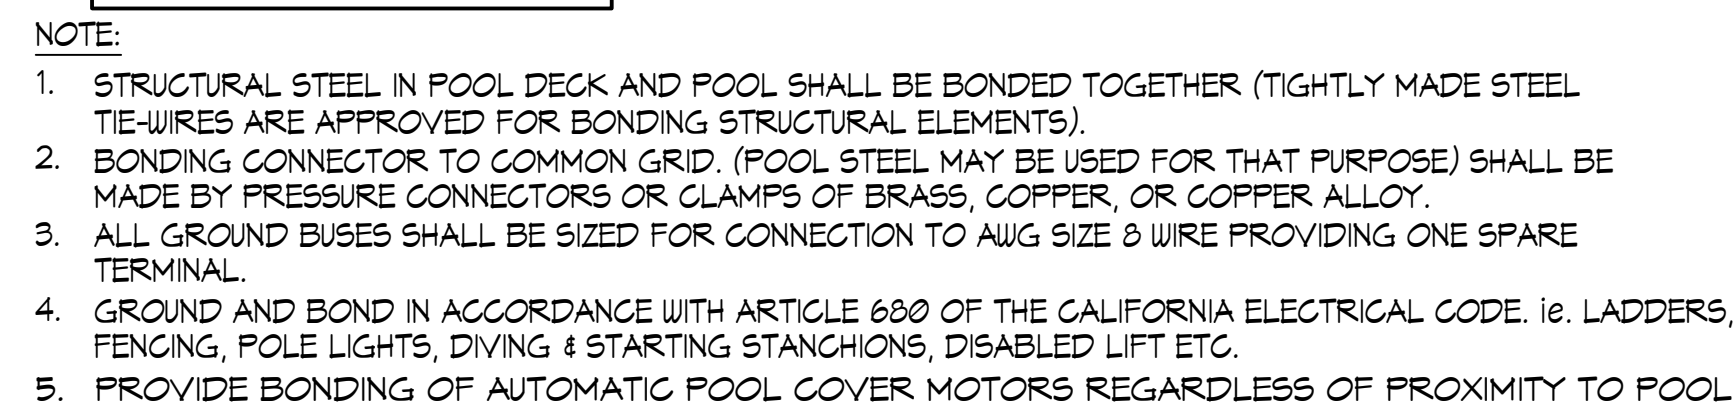 NOTE:
1. STRUCTURAL STEEL IN POOL DECK AND POOL SHALL BE BONDED TOGETHER (TIGHTLY MADE STEEL
TIE-WIRES ARE APPROVED FOR BONDING STRUCTURAL ELEMENTS).
2. BONDING CONNECTOR TO COMMON GRID. (POOL STEEL MAY BE USED FOR THAT PURPOSE) SHALL BE
MADE BY PRESSURE CONNECTORS OR CLAMPS OF BRASS, COPPER, OR COPPER ALLOY.
3. ALL GROUND BUSES SHALL BE SIZED FOR CONNECTION TO AWG SIZE 8 WIRE PROVIDING ONE SPARE
TERMINAL.
4. GROUND AND BOND IN ACCORDANCE WITH ARTICLE 680 OF THE CALIFORNIA ELECTRICAL CODE. ie. LADDERS,
FENCING, POLE LIGHTS, DIVING & STARTING STANCHIONS, DISABLED LIFT ETC.
5. PROVIDE BONDING OF AUTOMATIC POOL COVER MOTORS REGARDLESS OF PROXIMITY TO POOL